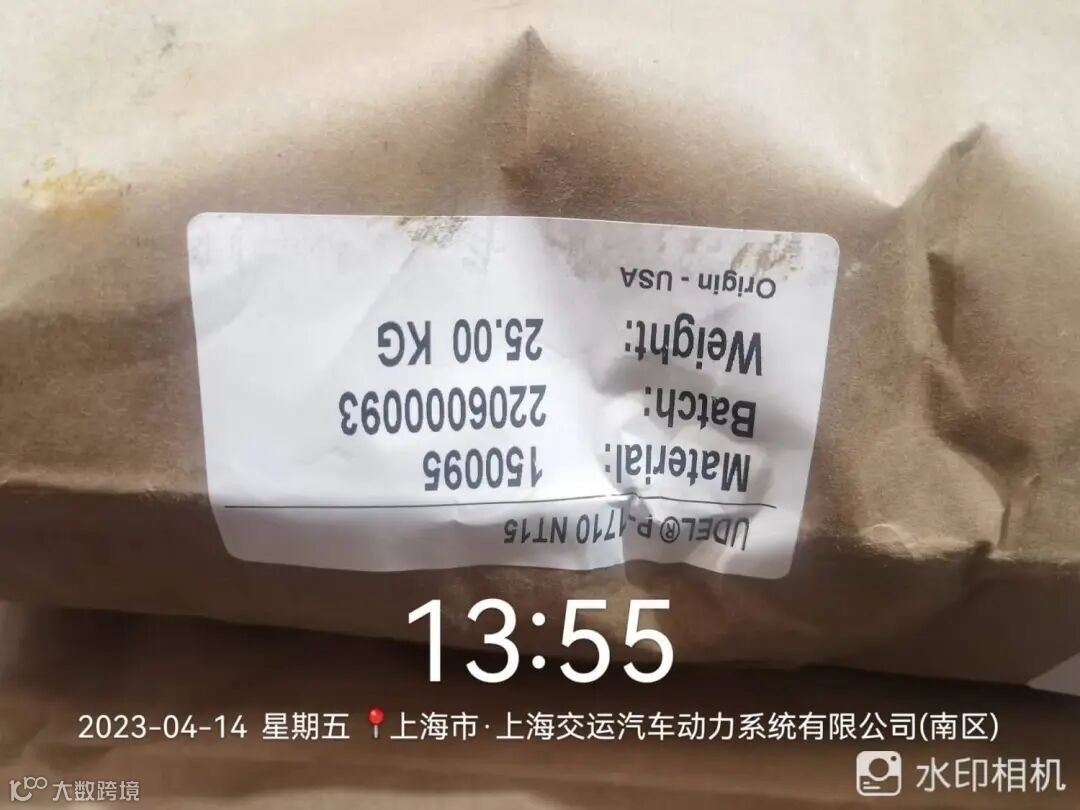 UDEL® P-1710 NT15
Material: 150095
Batch: 2206000093
Weight: 25.00 KG
Origin - USA
13:55
2023-04-14 星期五 上海市·上海交运汽车动力系统有限公司(南区)
水印相机
大数跨境